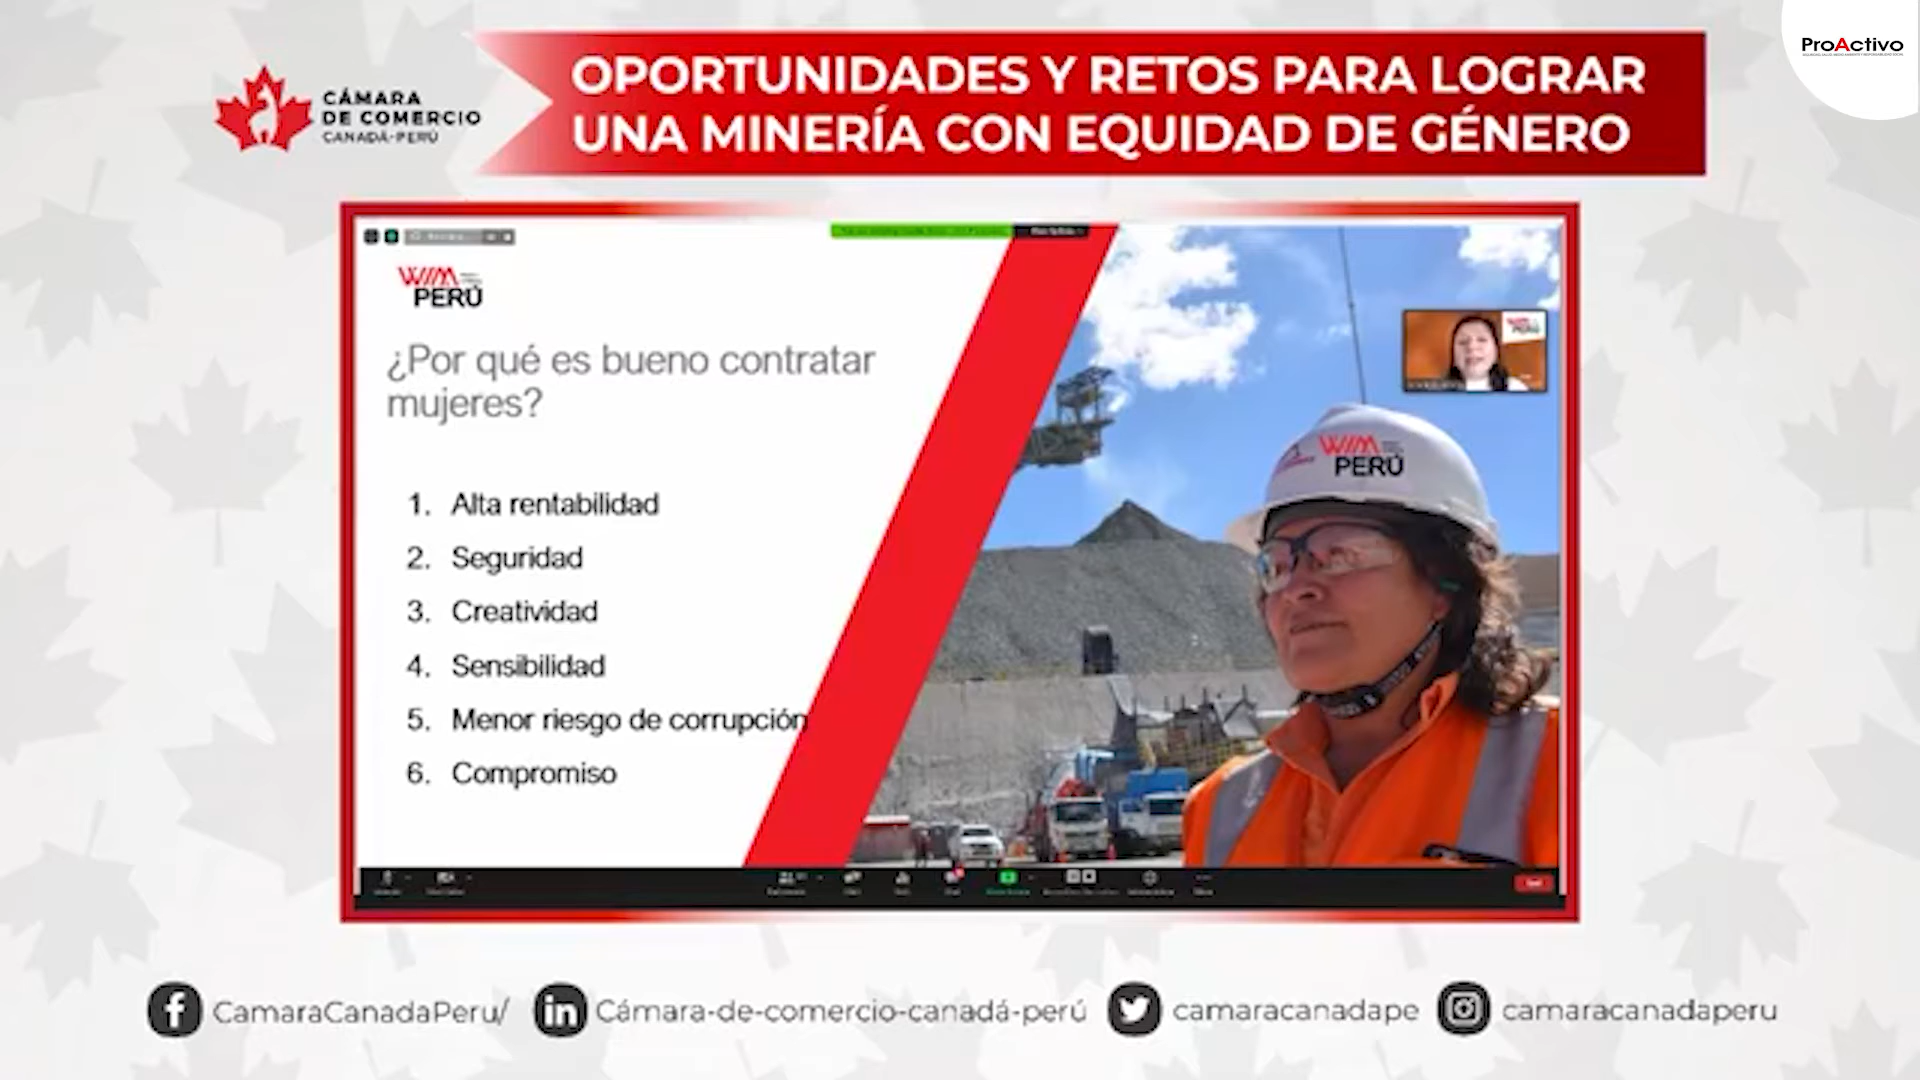 ProActivo
CÁMARA
DE COMERCIO
CANADÁ-PERÚ
OPORTUNIDADES Y RETOS PARA LOGRAR
UNA MINERÍA CON EQUIDAD DE GÉNERO
WIM
PERÚ
¿Por qué es bueno contratar
mujeres?
1. Alta rentabilidad
2. Seguridad
3. Creatividad
4. Sensibilidad
5. Menor riesgo de corrupción
6. Compromiso
WIM
PERÚ
WIM
PERÚ
CamaraCanadaPeru/
Cámara-de-comercio-canadá-perú
camaracanadape
camaracanadaperu